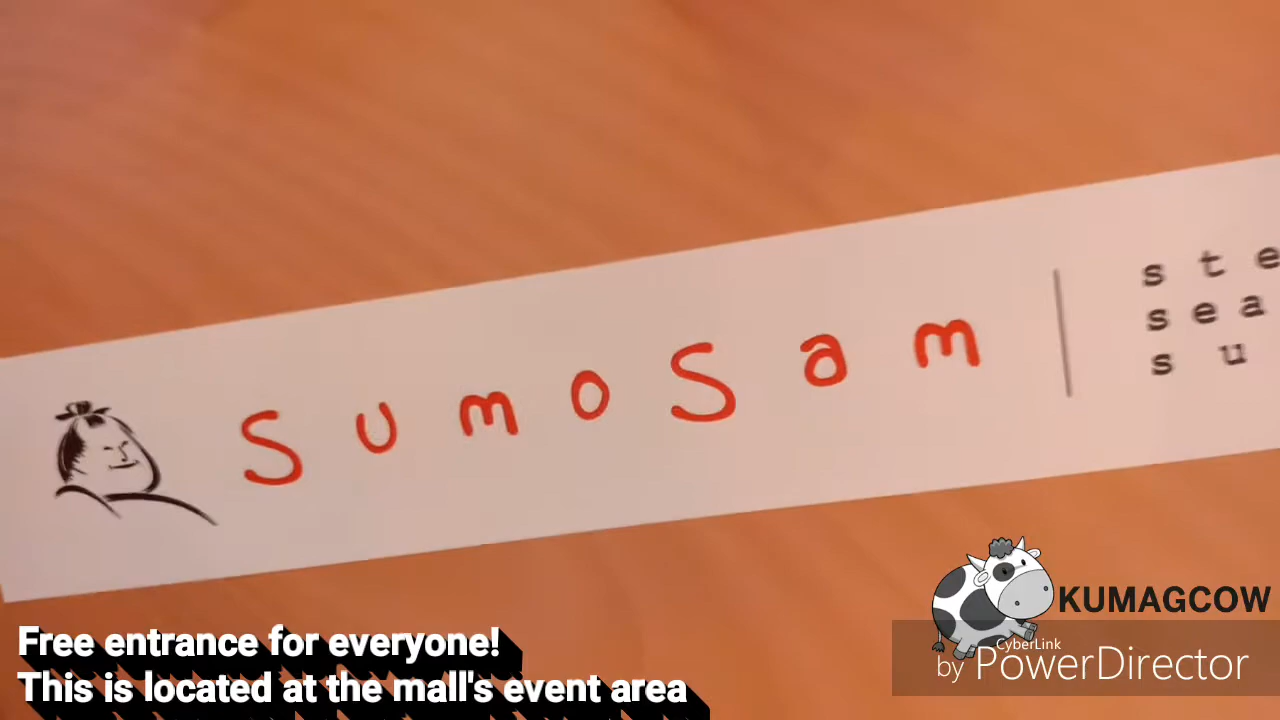 SumoSam
ste
sea
su
Free entrance for everyone!
This is located at the mall's event area
KUMAGCOW
CyberLink
by PowerDirector